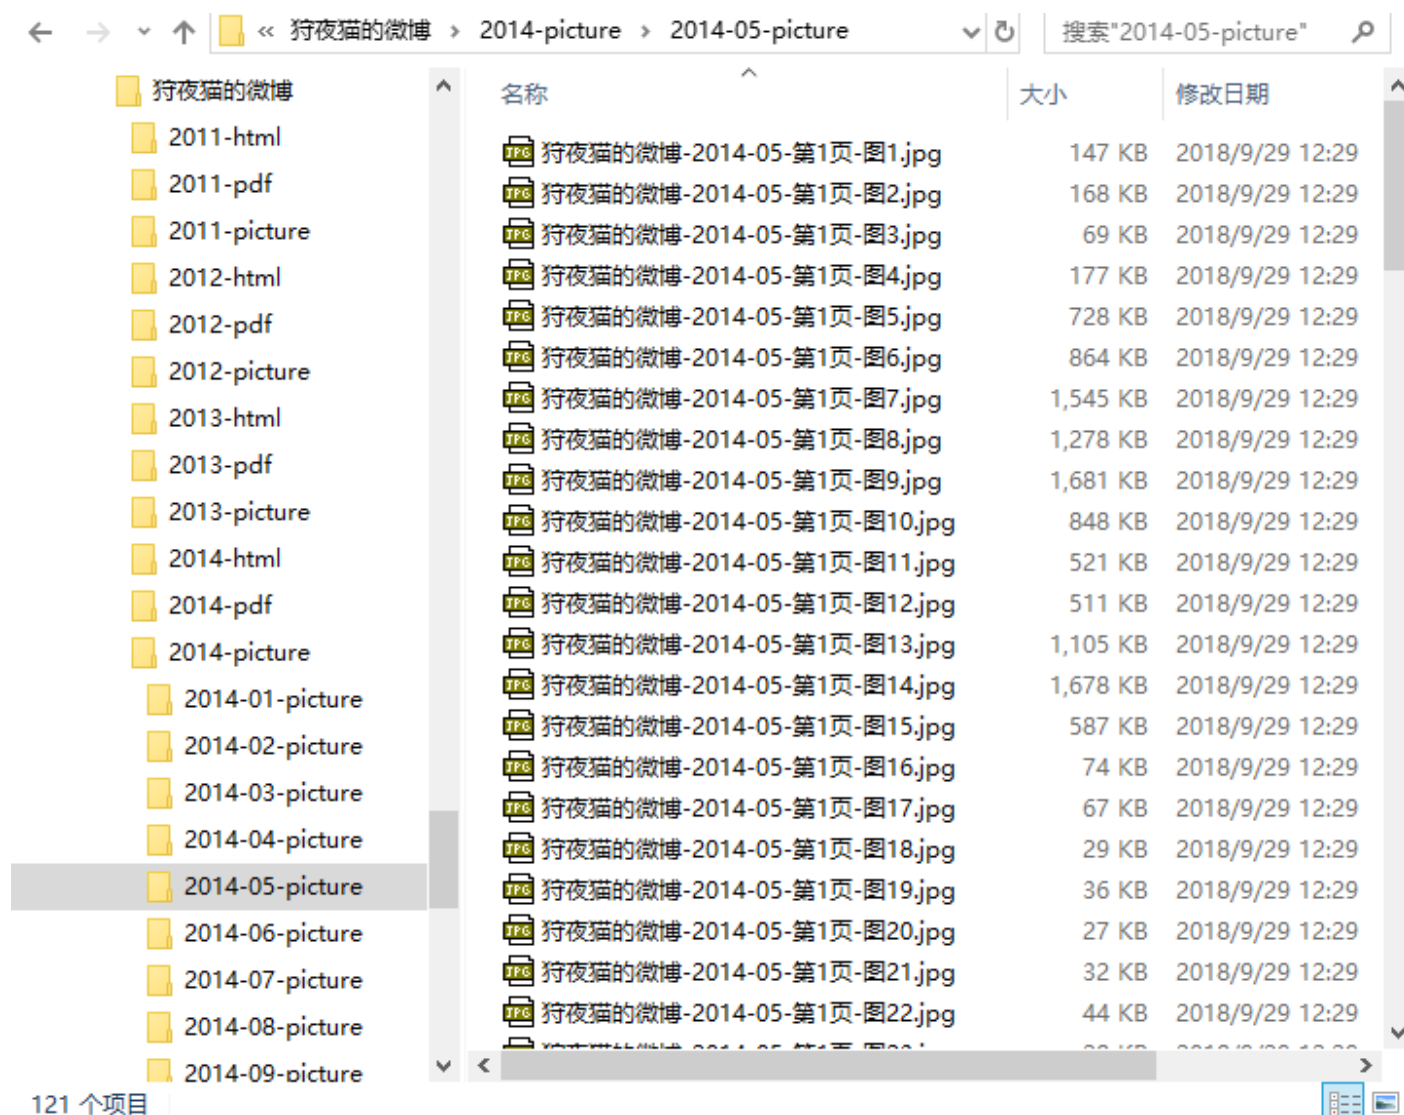 « 狩夜猫的微博 › 2014-picture › 2014-05-picture
搜索"2014-05-picture"
狩夜猫的微博
2011-html
2011-pdf
2011-picture
2012-html
2012-pdf
2012-picture
2013-html
2013-pdf
2013-picture
2014-html
2014-pdf
2014-picture
2014-01-picture
2014-02-picture
2014-03-picture
2014-04-picture
2014-05-picture
2014-06-picture
2014-07-picture
2014-08-picture
2014-09-picture
名称 大小 修改日期
狩夜猫的微博-2014-05-第1页-图1.jpg 147 KB 2018/9/29 12:29
狩夜猫的微博-2014-05-第1页-图2.jpg 168 KB 2018/9/29 12:29
狩夜猫的微博-2014-05-第1页-图3.jpg 69 KB 2018/9/29 12:29
狩夜猫的微博-2014-05-第1页-图4.jpg 177 KB 2018/9/29 12:29
狩夜猫的微博-2014-05-第1页-图5.jpg 728 KB 2018/9/29 12:29
狩夜猫的微博-2014-05-第1页-图6.jpg 864 KB 2018/9/29 12:29
狩夜猫的微博-2014-05-第1页-图7.jpg 1,545 KB 2018/9/29 12:29
狩夜猫的微博-2014-05-第1页-图8.jpg 1,278 KB 2018/9/29 12:29
狩夜猫的微博-2014-05-第1页-图9.jpg 1,681 KB 2018/9/29 12:29
狩夜猫的微博-2014-05-第1页-图10.jpg 848 KB 2018/9/29 12:29
狩夜猫的微博-2014-05-第1页-图11.jpg 521 KB 2018/9/29 12:29
狩夜猫的微博-2014-05-第1页-图12.jpg 511 KB 2018/9/29 12:29
狩夜猫的微博-2014-05-第1页-图13.jpg 1,105 KB 2018/9/29 12:29
狩夜猫的微博-2014-05-第1页-图14.jpg 1,678 KB 2018/9/29 12:29
狩夜猫的微博-2014-05-第1页-图15.jpg 587 KB 2018/9/29 12:29
狩夜猫的微博-2014-05-第1页-图16.jpg 74 KB 2018/9/29 12:29
狩夜猫的微博-2014-05-第1页-图17.jpg 67 KB 2018/9/29 12:29
狩夜猫的微博-2014-05-第1页-图18.jpg 29 KB 2018/9/29 12:29
狩夜猫的微博-2014-05-第1页-图19.jpg 36 KB 2018/9/29 12:29
狩夜猫的微博-2014-05-第1页-图20.jpg 27 KB 2018/9/29 12:29
狩夜猫的微博-2014-05-第1页-图21.jpg 32 KB 2018/9/29 12:29
狩夜猫的微博-2014-05-第1页-图22.jpg 44 KB 2018/9/29 12:29
121 个项目